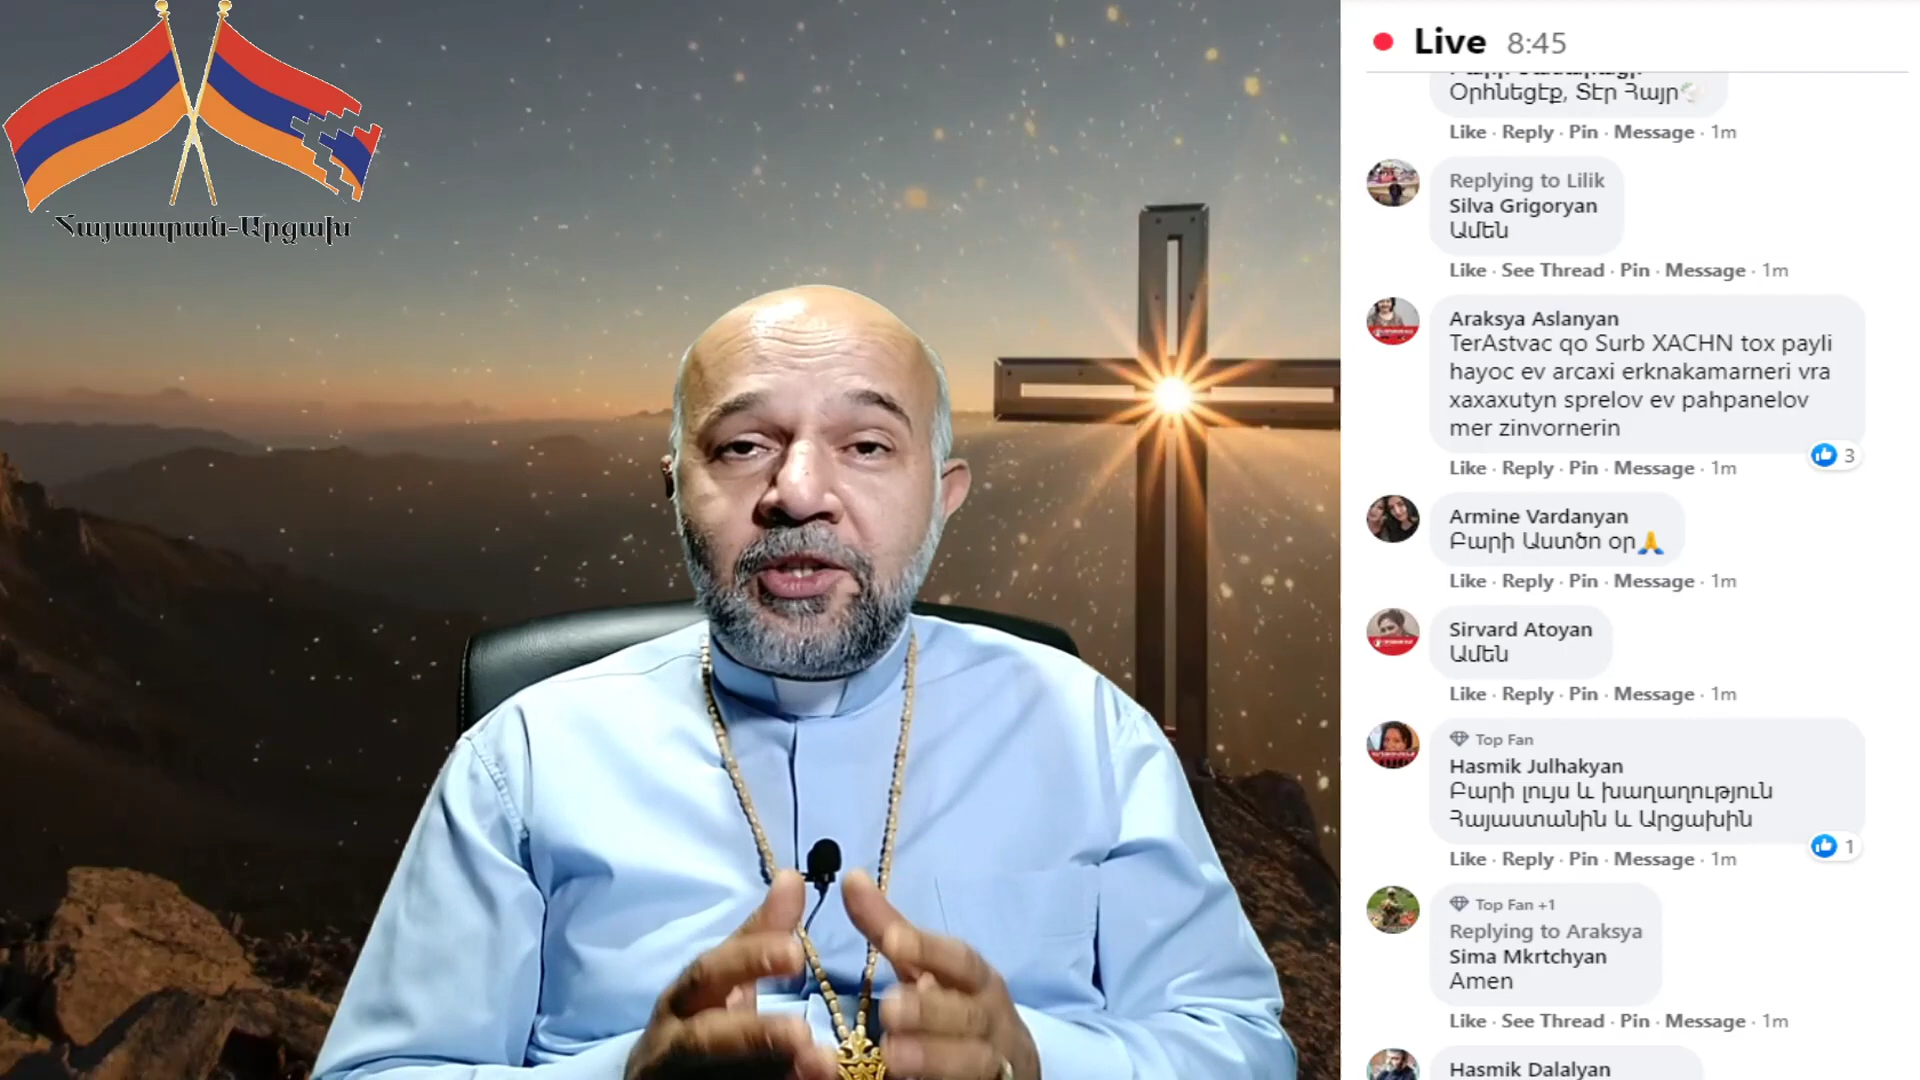 Հայաստան-Արցախ
Live 8:45
Օրհնեցէք, Տէր Հայր
Like · Reply · Pin · Message · 1m
Replying to Lilik
Silva Grigoryan
Ամեն
Like · See Thread · Pin · Message · 1m
Araksya Aslanyan
TerAstvac qo Surb XACHN tox payli
hayoc ev arcaxi erknakamarneri vra
xaxaxutyn sprelov ev pahpanelov
mer zinvornerin
3
Like · Reply · Pin · Message · 1m
Armine Vardanyan
Բարի Աստծո օր🙏
Like · Reply · Pin · Message · 1m
Sirvard Atoyan
Ամեն
Like · Reply · Pin · Message · 1m
Top Fan
Hasmik Julhakyan
Բարի լույս և խաղաղություն
Հայաստանին և Արցախին
1
Like · Reply · Pin · Message · 1m
Top Fan +1
Replying to Araksya
Sima Mkrtchyan
Amen
Like · See Thread · Pin · Message · 1m
Hasmik Dalalyan